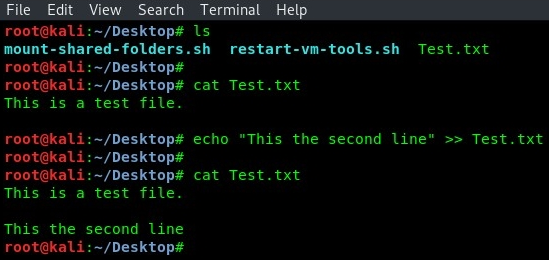 File Edit View Search Terminal Help
root@kali:~/Desktop# ls
mount-shared-folders.sh restart-vm-tools.sh Test.txt
root@kali:~/Desktop#
root@kali:~/Desktop# cat Test.txt
This is a test file.
root@kali:~/Desktop# echo "This the second line" >> Test.txt
root@kali:~/Desktop#
root@kali:~/Desktop# cat Test.txt
This is a test file.
This the second line
root@kali:~/Desktop#